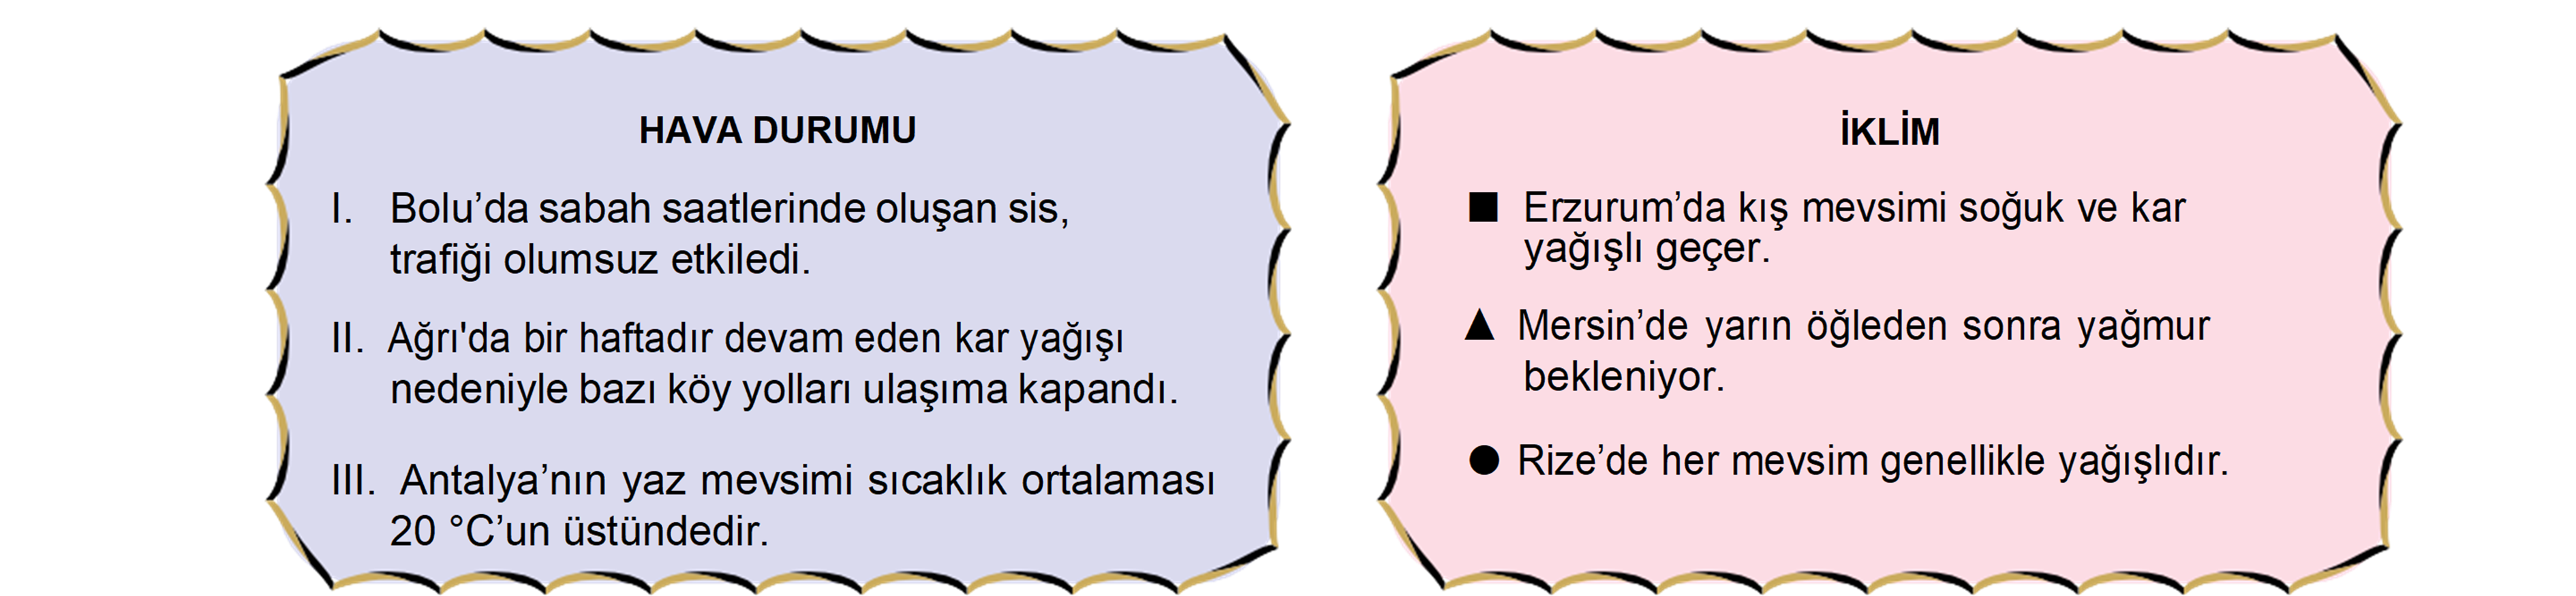 HAVA DURUMU
I. Bolu’da sabah saatlerinde oluşan sis,
trafiği olumsuz etkiledi.
II. Ağrı'da bir haftadır devam eden kar yağışı
nedeniyle bazı köy yolları ulaşıma kapandı.
III. Antalya’nın yaz mevsimi sıcaklık ortalaması
20 °C’un üstündedir.
İKLİM
■ Erzurum’da kış mevsimi soğuk ve kar
yağışlı geçer.
▲ Mersin’de yarın öğleden sonra yağmur
bekleniyor.
● Rize’de her mevsim genellikle yağışlıdır.